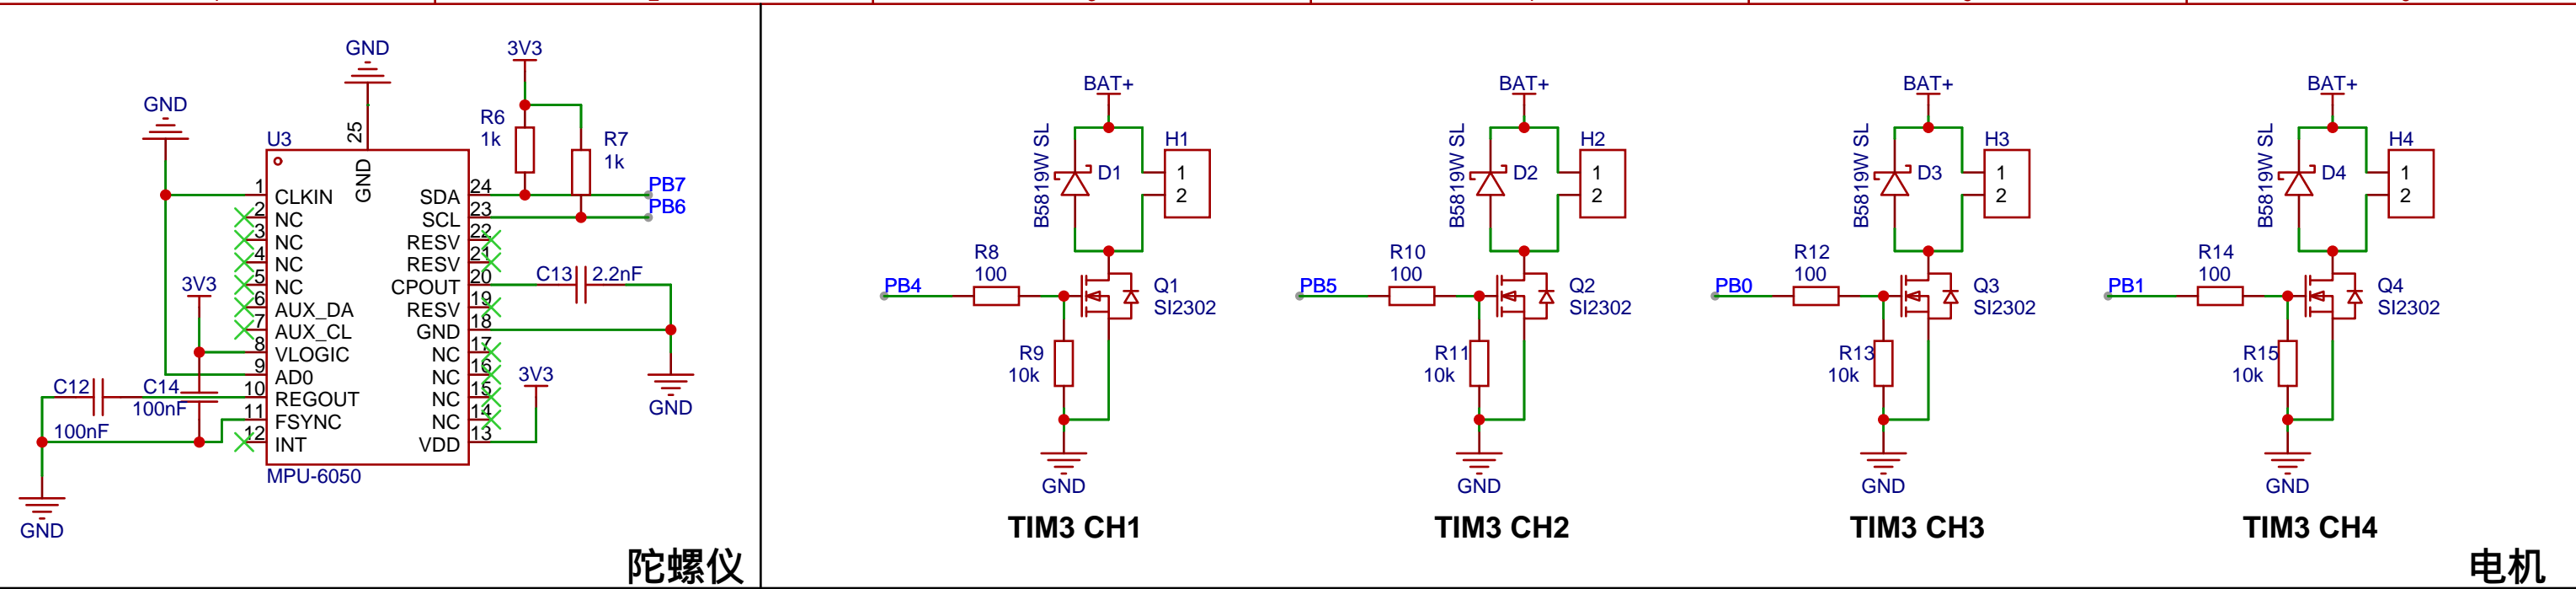 GND
3V3
GND
25
U3
GND
R6
1k
R7
1k
1 CLKIN
2 NC
3 NC
4 NC
5 NC
6 AUX_DA
7 AUX_CL
8 VLOGIC
9 AD0
10 REGOUT
11 FSYNC
12 INT
SDA 24
SCL 23
RESV 22
RESV 21
CPOUT 20
RESV 19
GND 18
NC 17
NC 16
NC 15
NC 14
VDD 13
PB7
PB6
C13 2.2nF
3V3
C12
C14
100nF
100nF
3V3
GND
MPU-6050
GND
陀螺仪
BAT+
B5819W SL
D1
H1
1
2
R8
100
PB4
Q1
SI2302
R9
10k
GND
TIM3 CH1
BAT+
B5819W SL
D2
H2
1
2
R10
100
PB5
Q2
SI2302
R11
10k
GND
TIM3 CH2
BAT+
B5819W SL
D3
H3
1
2
R12
100
PB0
Q3
SI2302
R13
10k
GND
TIM3 CH3
BAT+
B5819W SL
D4
H4
1
2
R14
100
PB1
Q4
SI2302
R15
10k
GND
TIM3 CH4
电机